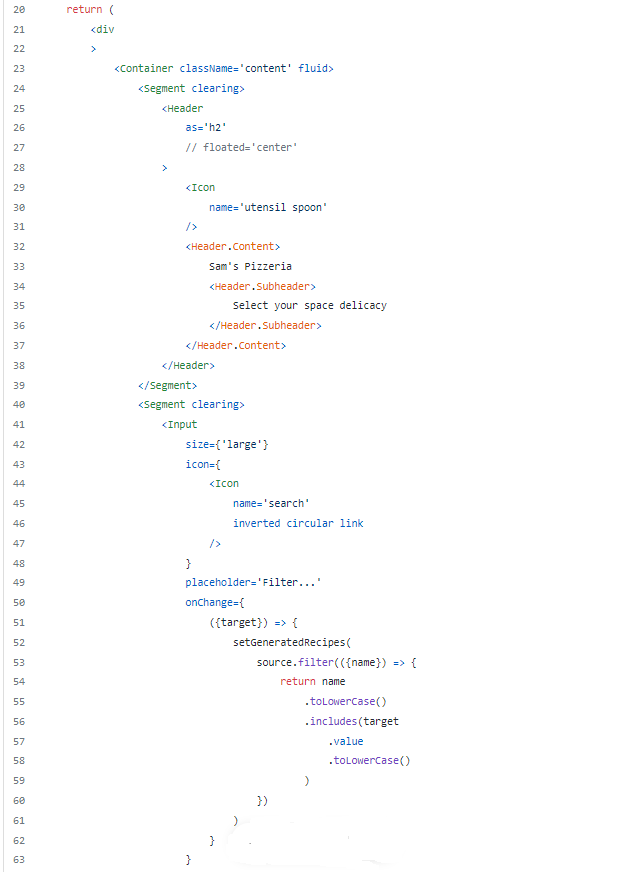 20 return (
21 <div
22 >
23 <Container className='content' fluid>
24 <Segment clearing>
25 <Header
26 as='h2'
27 // floated='center'
28 >
29 <Icon
30 name='utensil spoon'
31 />
32 <Header.Content>
33 Sam's Pizzeria
34 <Header.Subheader>
35 Select your space delicacy
36 </Header.Subheader>
37 </Header.Content>
38 </Header>
39 </Segment>
40 <Segment clearing>
41 <Input
42 size={'large'}
43 icon={
44 <Icon
45 name='search'
46 inverted circular link
47 />
48 }
49 placeholder='Filter...'
50 onChange={
51 ({target}) => {
52 setGeneratedRecipes(
53 source.filter(({name}) => {
54 return name
55 .toLowerCase()
56 .includes(target
57 .value
58 .toLowerCase()
59 )
60 })
61 )
62 }
63 }